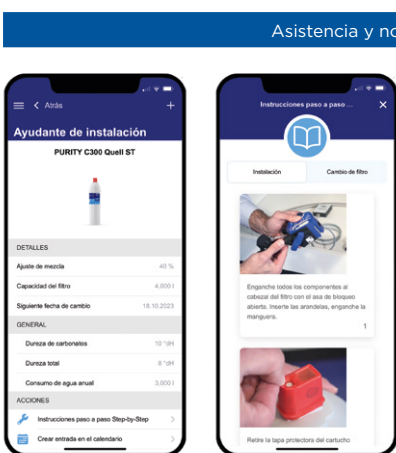 Asistencia y no
Atrás
Ayudante de instalación
PURITY C300 Quell ST
DETALLES
Ajuste de mezcla 40 %
Capacidad del filtro 4,000 l
Siguiente fecha de cambio 18.10.2023
GENERAL
Dureza de carbonatos 10 °dH
Dureza total 8 °dH
Consumo de agua anual 3,000 l
ACCIONES
Instrucciones paso a paso Step-by-Step
Crear entrada en el calendario
Instrucciones paso a paso ...
Instalación Cambio de filtro
Enganche todos los componentes al
cabezal del filtro con el asa de bloqueo
abierta. Inserte las arandelas, enganche la
manguera.
1
Retire la tapa protectora del cartucho